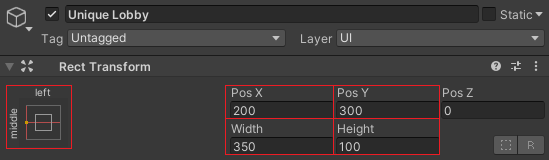 Unique Lobby
Static
Tag Untagged Layer UI
Rect Transform
left
middle
Pos X Pos Y Pos Z
200 300 0
Width Height
350 100
R